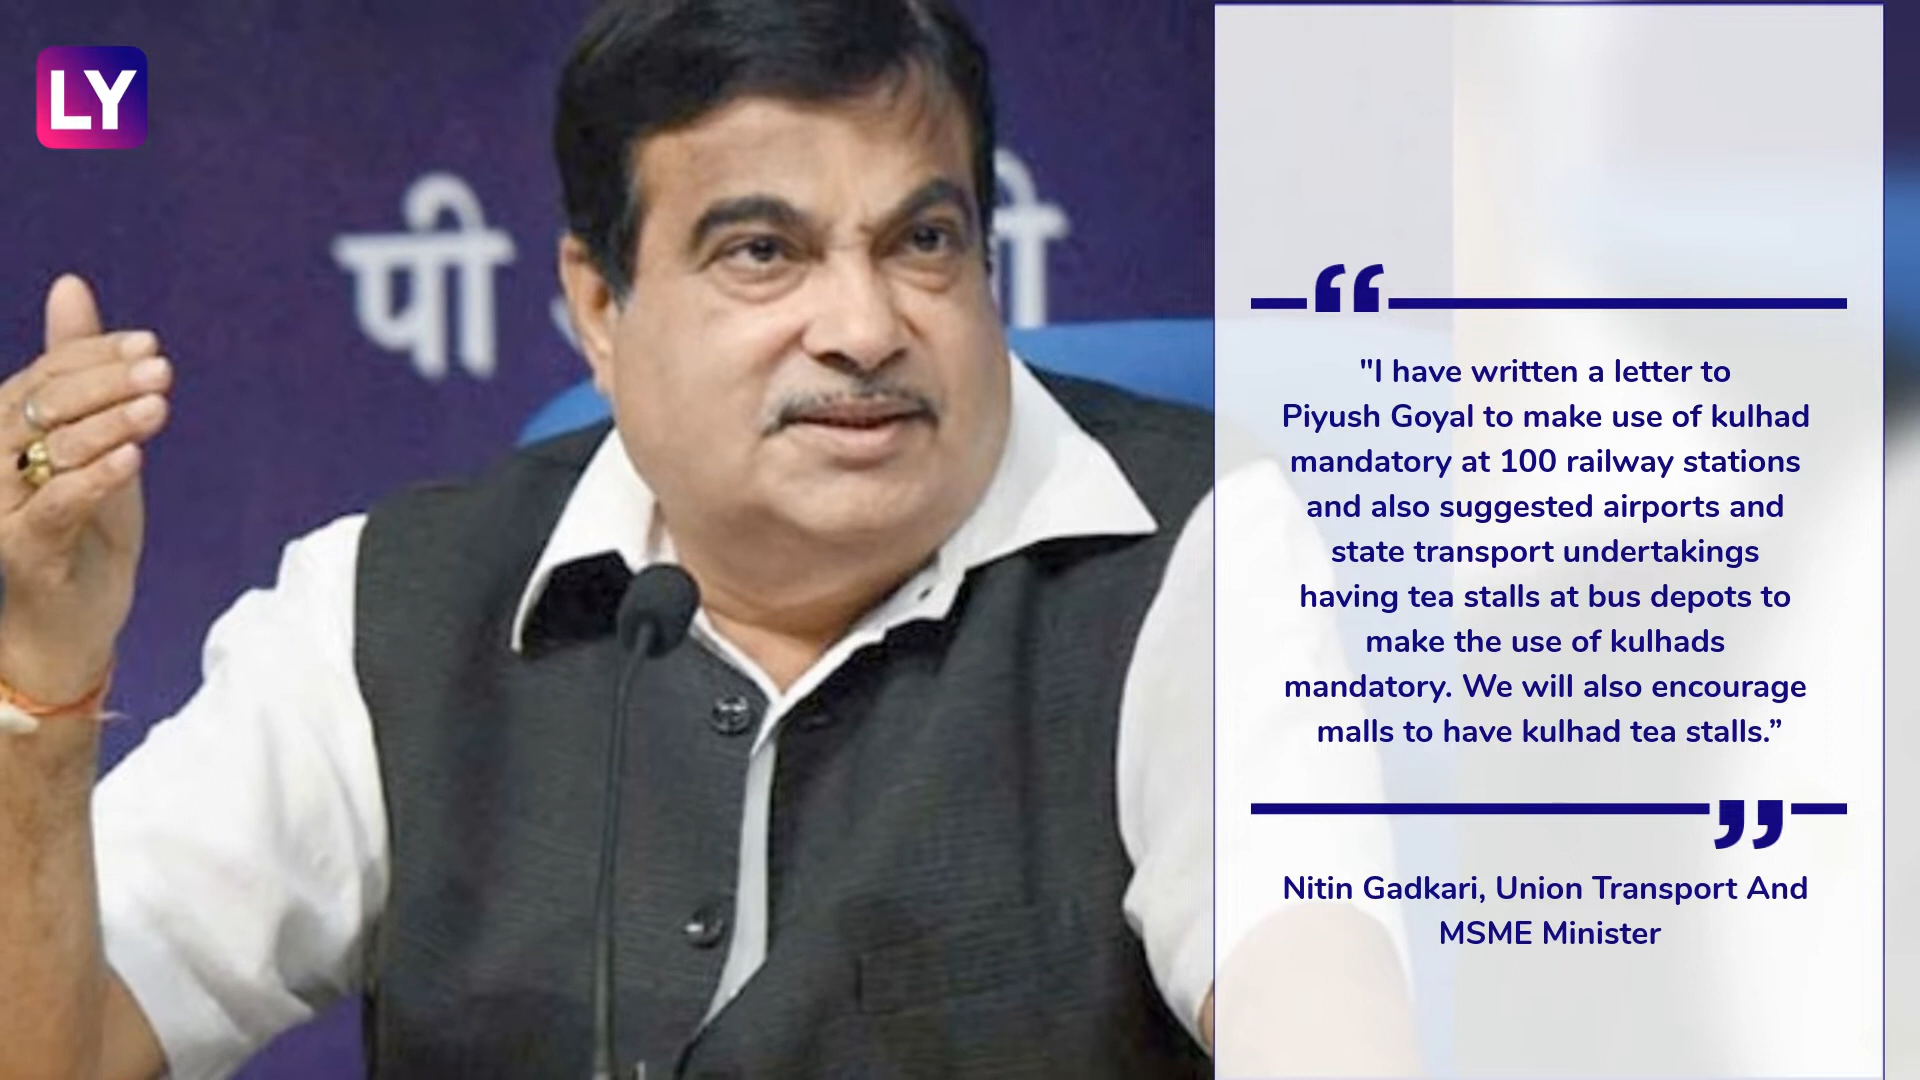 LY
पी
"I have written a letter to
Piyush Goyal to make use of kulhad
mandatory at 100 railway stations
and also suggested airports and
state transport undertakings
having tea stalls at bus depots to
make the use of kulhads
mandatory. We will also encourage
malls to have kulhad tea stalls.”
Nitin Gadkari, Union Transport And
MSME Minister